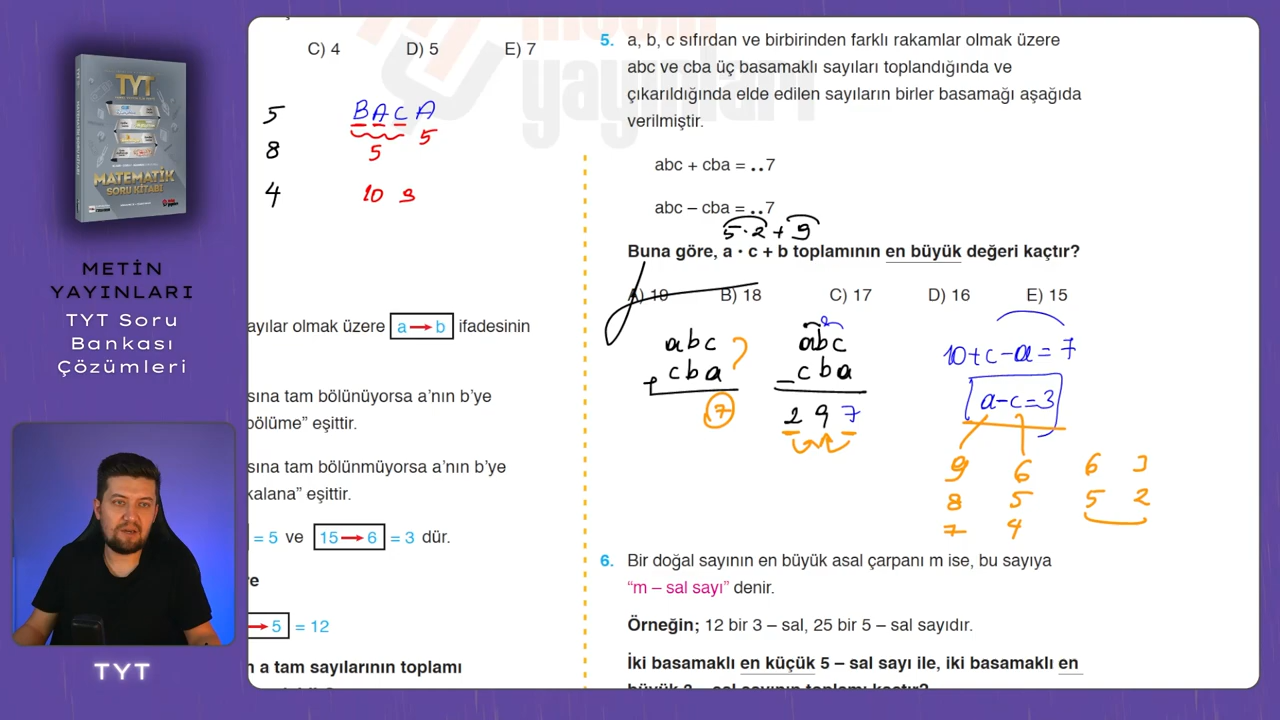 TYT
MATEMATİK
SORU KİTABI
METİN
YAYINLARI
TYT Soru
Bankası
Çözümleri
TYT
C) 4 D) 5 E) 7
5 BACA
8 5 5
4 10 9
ayılar olmak üzere a → b ifadesinin
sına tam bölünüyorsa a’nın b’ye
bölüme” eşittir.
sına tam bölünmüyorsa a’nın b’ye
kalana” eşittir.
= 5 ve 15 → 6 = 3 dür.
re
→ 5 = 12
n a tam sayılarının toplamı
yayınları
5. a, b, c sıfırdan ve birbirinden farklı rakamlar olmak üzere
abc ve cba üç basamaklı sayıları toplandığında ve
çıkarıldığında elde edilen sayıların birler basamağı aşağıda
verilmiştir.
abc + cba = ..7
abc – cba = ..7
5·2 + 9
Buna göre, a · c + b toplamının en büyük değeri kaçtır?
A) 19 B) 18 C) 17 D) 16 E) 15
abc
+ cba
7
abc
- cba
297
10+c-a=7
a-c=3
9 6 6 3
8 5 5 2
7 4
6. Bir doğal sayının en büyük asal çarpanı m ise, bu sayıya
“m – sal sayı” denir.
Örneğin; 12 bir 3 – sal, 25 bir 5 – sal sayıdır.
İki basamaklı en küçük 5 – sal sayı ile, iki basamaklı en